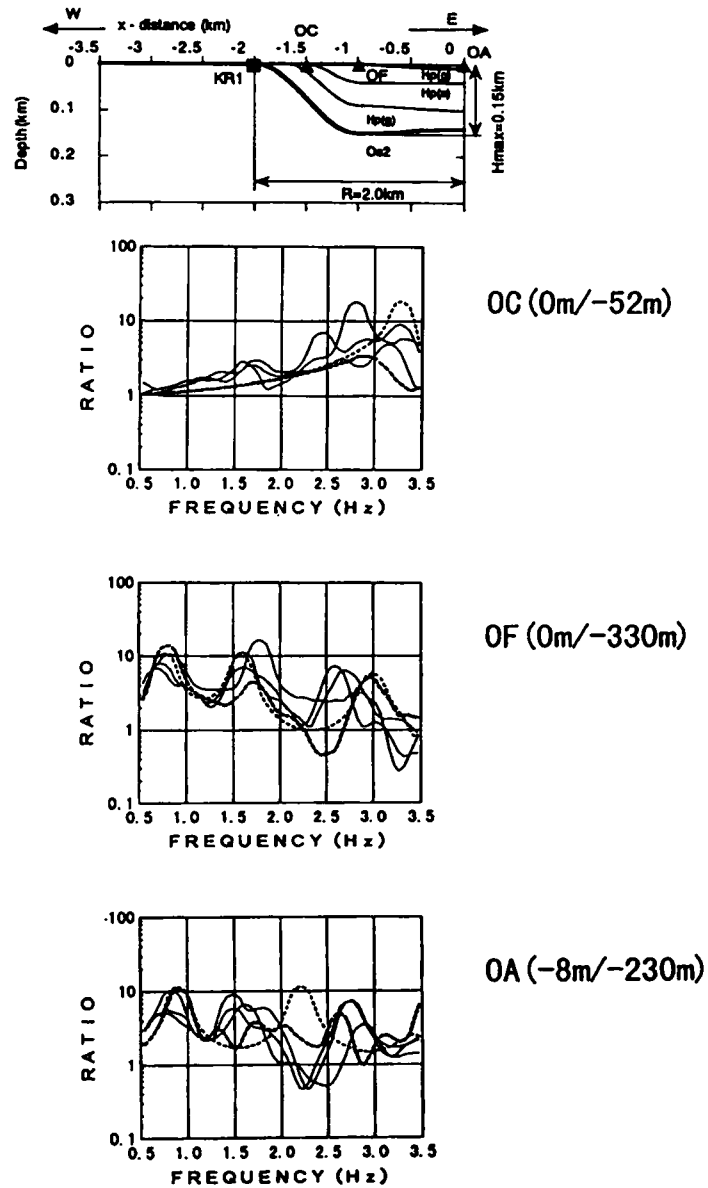 W x - distance (km) OC E
-3.5 -3 -2.5 -2 -1.5 -1 -0.5 0 OA
0 KR1 OF Hp(g)
Hp(s)
0.1 Hp(g)
0.2 Os2
0.3 R=2.0km
Depth(km)
Hmax=0.15km
100
10
1
0.1
RATIO
0.5 1.0 1.5 2.0 2.5 3.0 3.5
FREQUENCY (Hz)
OC (0m/-52m)
100
10
1
0.1
RATIO
0.5 1.0 1.5 2.0 2.5 3.0 3.5
FREQUENCY (Hz)
OF (0m/-330m)
100
10
1
0.1
RATIO
0.5 1.0 1.5 2.0 2.5 3.0 3.5
FREQUENCY (Hz)
OA (-8m/-230m)